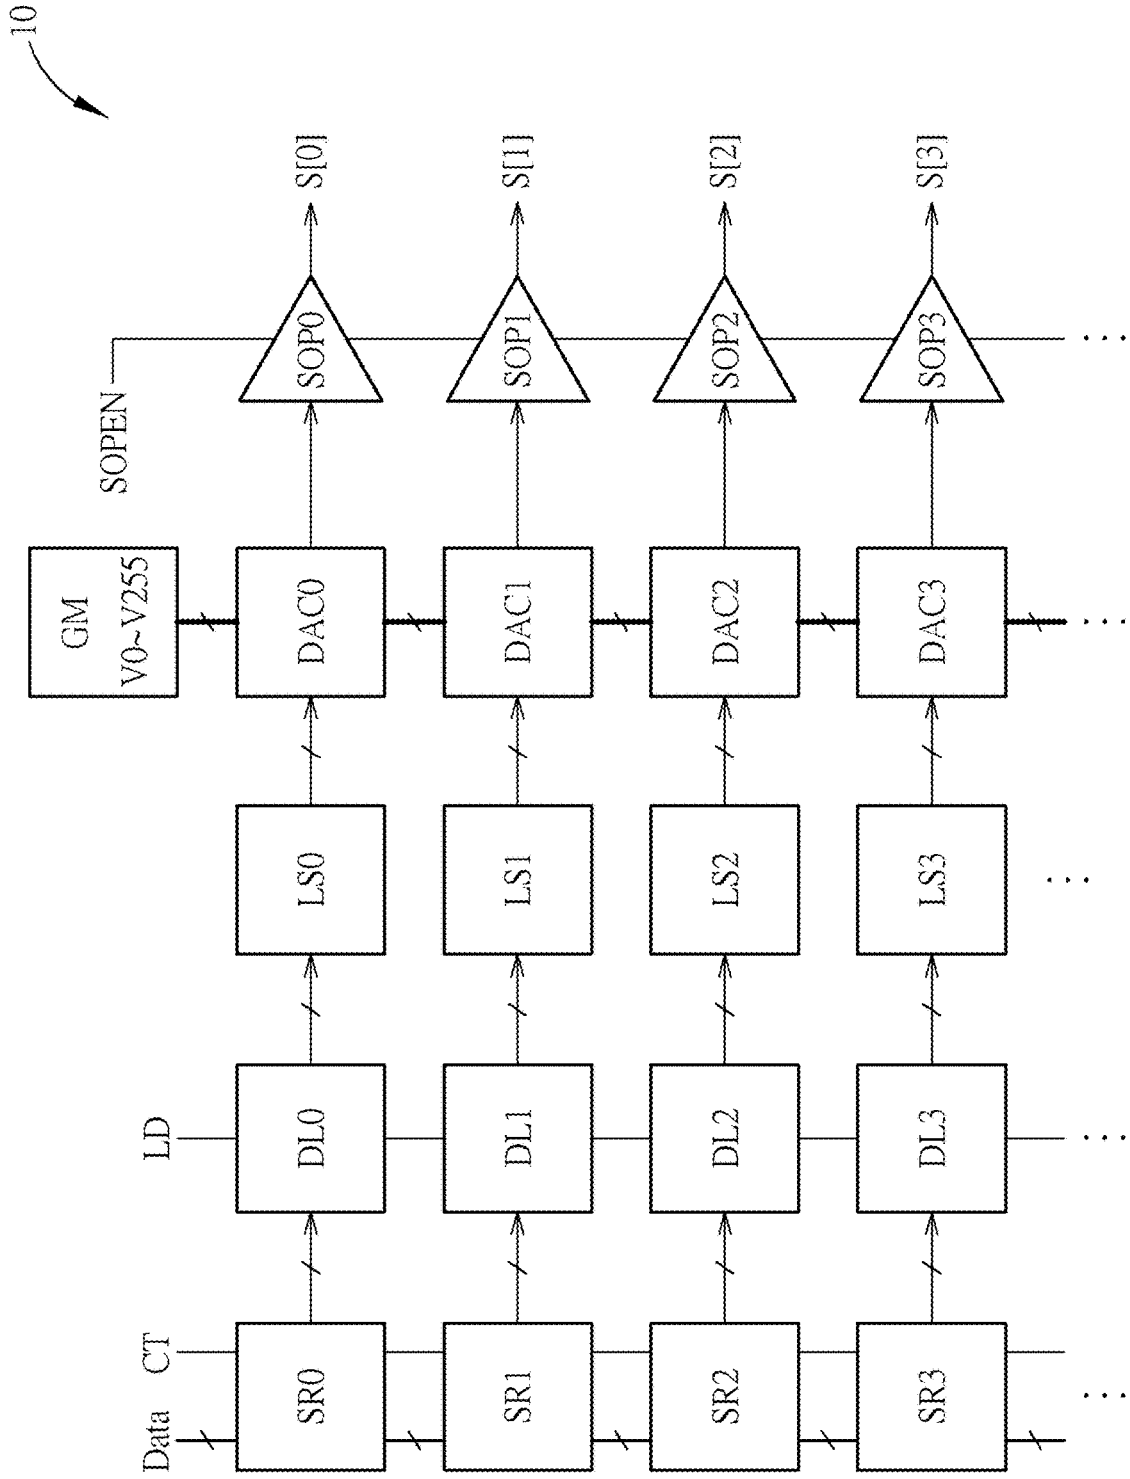 10
GM
V0~V255
SOPEN
LD
CT
Data
SR0
DL0
LS0
DAC0
SOP0
S[0]
SR1
DL1
LS1
DAC1
SOP1
S[1]
SR2
DL2
LS2
DAC2
SOP2
S[2]
SR3
DL3
LS3
DAC3
SOP3
S[3]
...
...
...
...
...